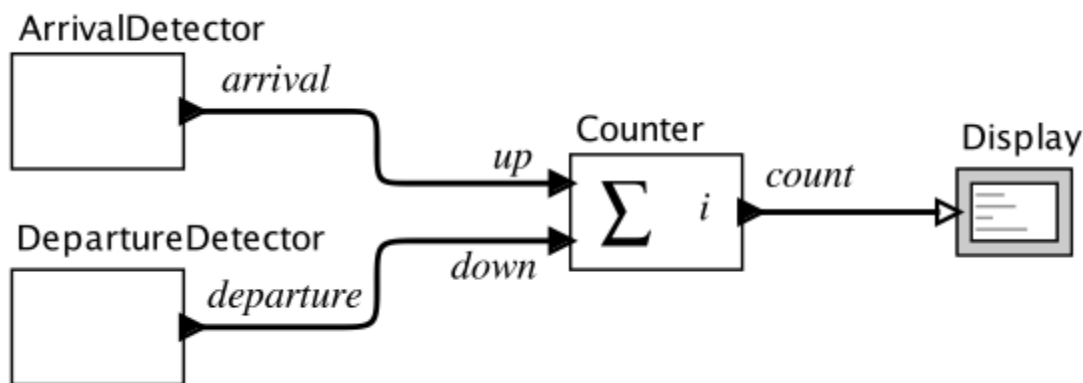 ArrivalDetector
arrival
up
Counter
Σ i
count
Display
DepartureDetector
departure
down